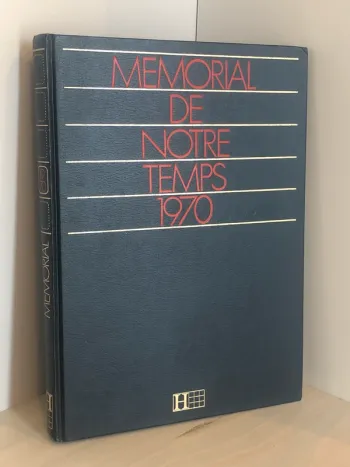 MEMORIAL
DE
NOTRE
TEMPS
1970
H
MEMORIAL